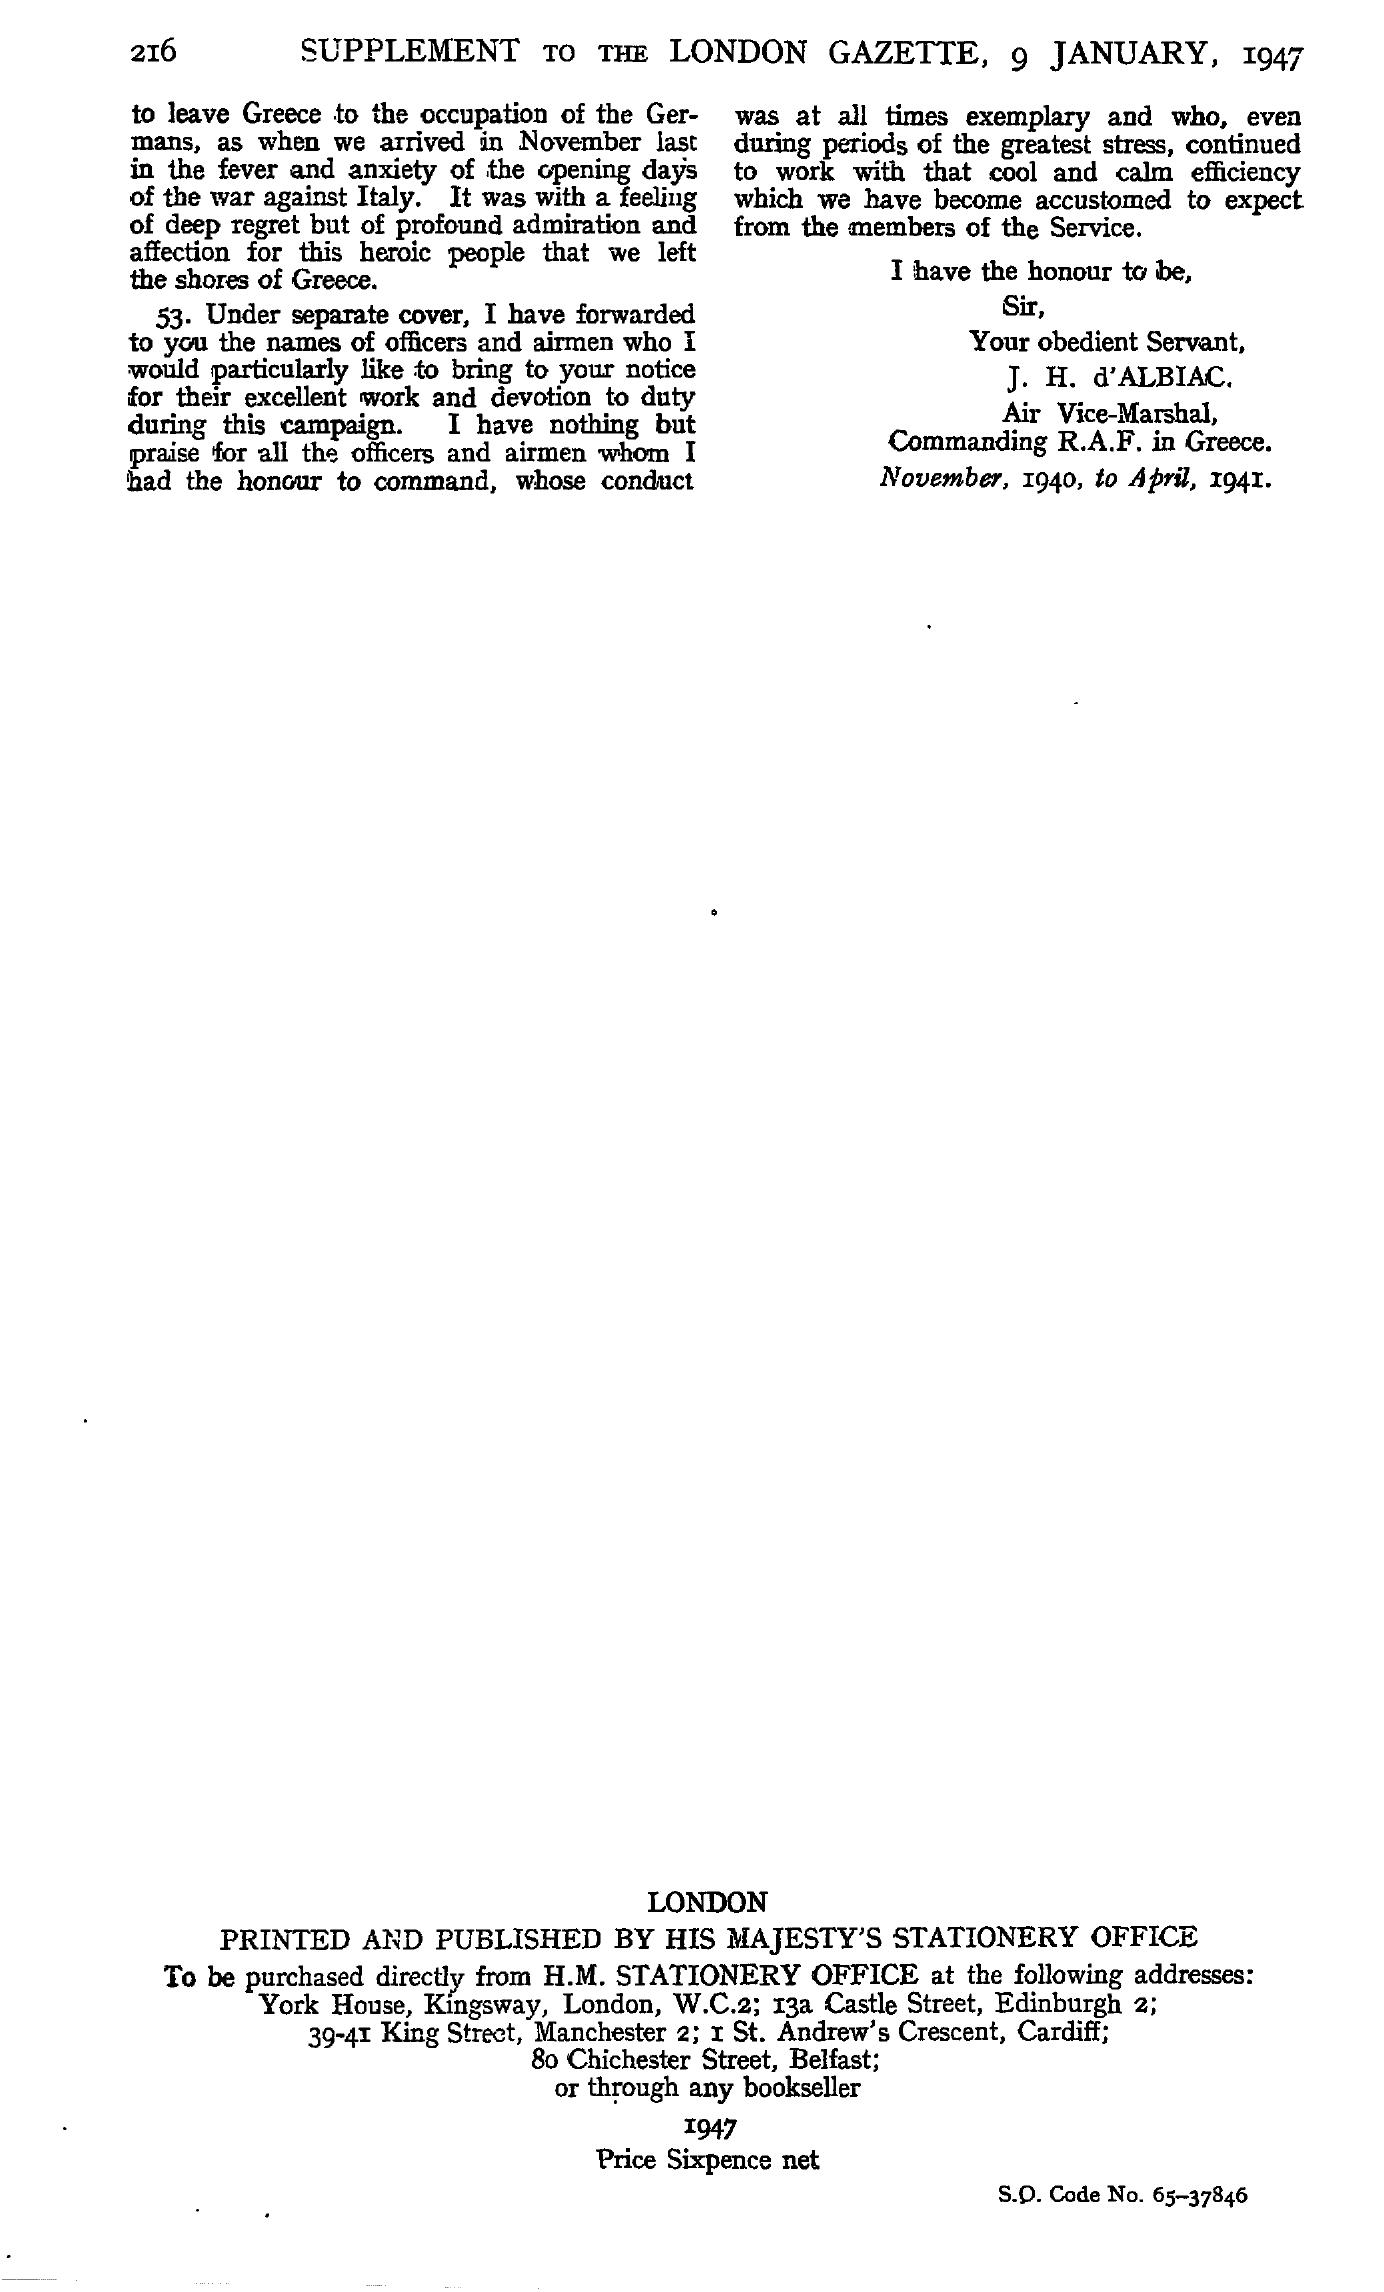 216 SUPPLEMENT TO THE LONDON GAZETTE, 9 JANUARY, 1947
to leave Greece to the occupation of the Ger-
mans, as when we arrived in November last
in the fever and anxiety of the opening days
of the war against Italy. It was with a feeling
of deep regret but of profound admiration and
affection for this heroic people that we left
the shores of Greece.
53. Under separate cover, I have forwarded
to you the names of officers and airmen who I
would particularly like to bring to your notice
for their excellent work and devotion to duty
during this campaign. I have nothing but
praise for all the officers and airmen whom I
had the honour to command, whose conduct
was at all times exemplary and who, even
during periods of the greatest stress, continued
to work with that cool and calm efficiency
which we have become accustomed to expect
from the members of the Service.
I have the honour to be,
Sir,
Your obedient Servant,
J. H. d'ALBIAC.
Air Vice-Marshal,
Commanding R.A.F. in Greece.
November, 1940, to April, 1941.
LONDON
PRINTED AND PUBLISHED BY HIS MAJESTY'S STATIONERY OFFICE
To be purchased directly from H.M. STATIONERY OFFICE at the following addresses:
York House, Kingsway, London, W.C.2; 13a Castle Street, Edinburgh 2;
39-41 King Street, Manchester 2; 1 St. Andrew's Crescent, Cardiff;
80 Chichester Street, Belfast;
or through any bookseller
1947
Price Sixpence net
S.O. Code No. 65–37846